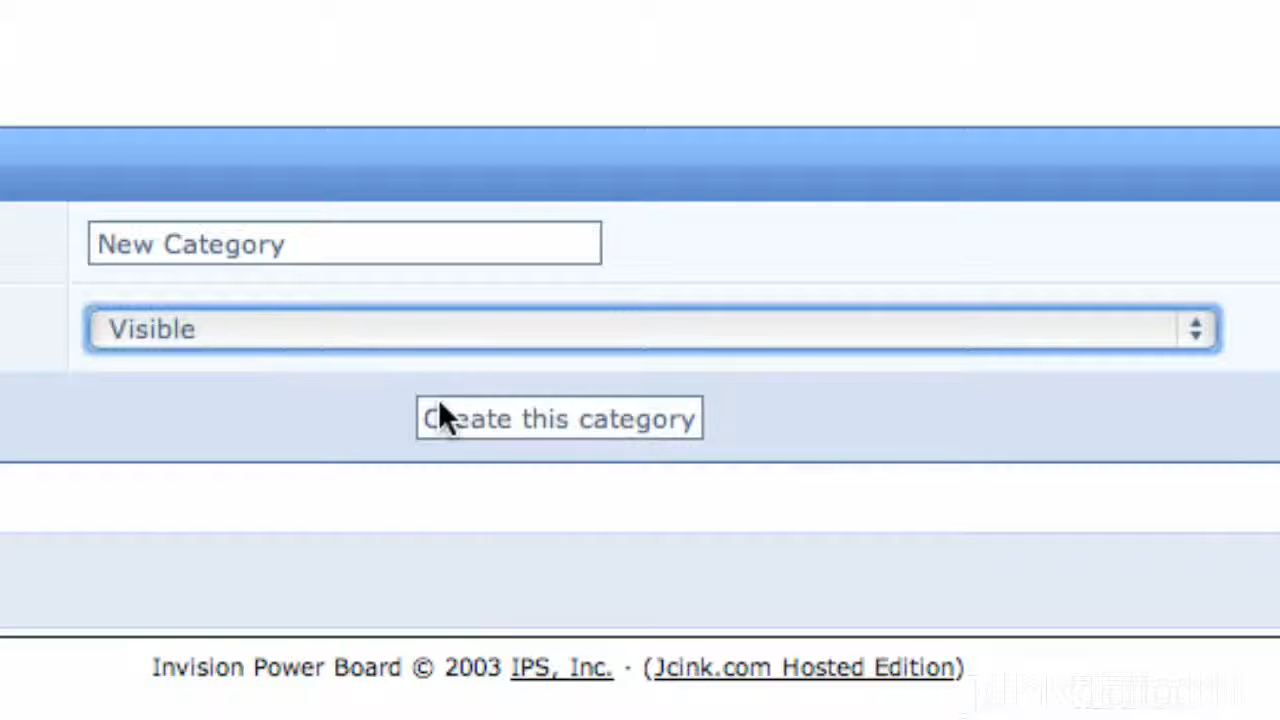 New Category
Visible
Create this category
Invision Power Board © 2003 IPS, Inc. · (Jcink.com Hosted Edition)